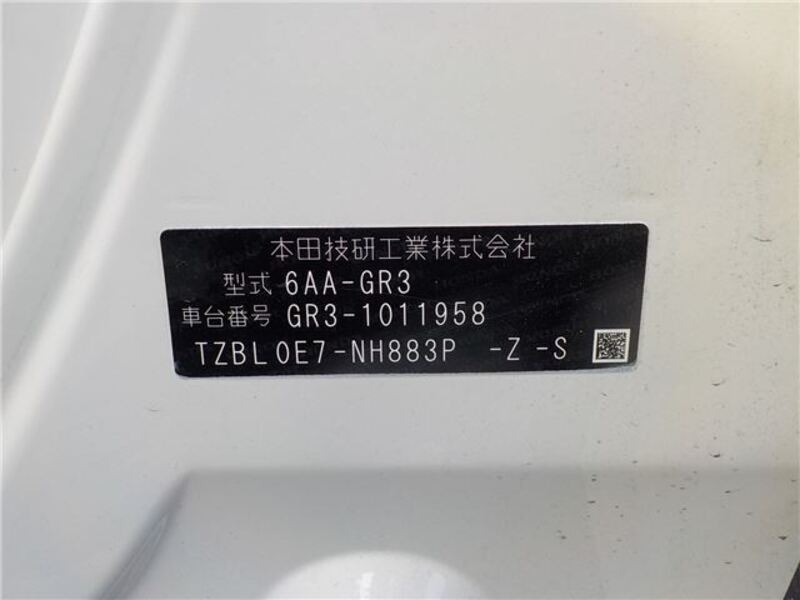 本田技研工業株式会社
型式 6AA-GR3
車台番号 GR3-1011958
TZBL0E7-NH883P -Z -S